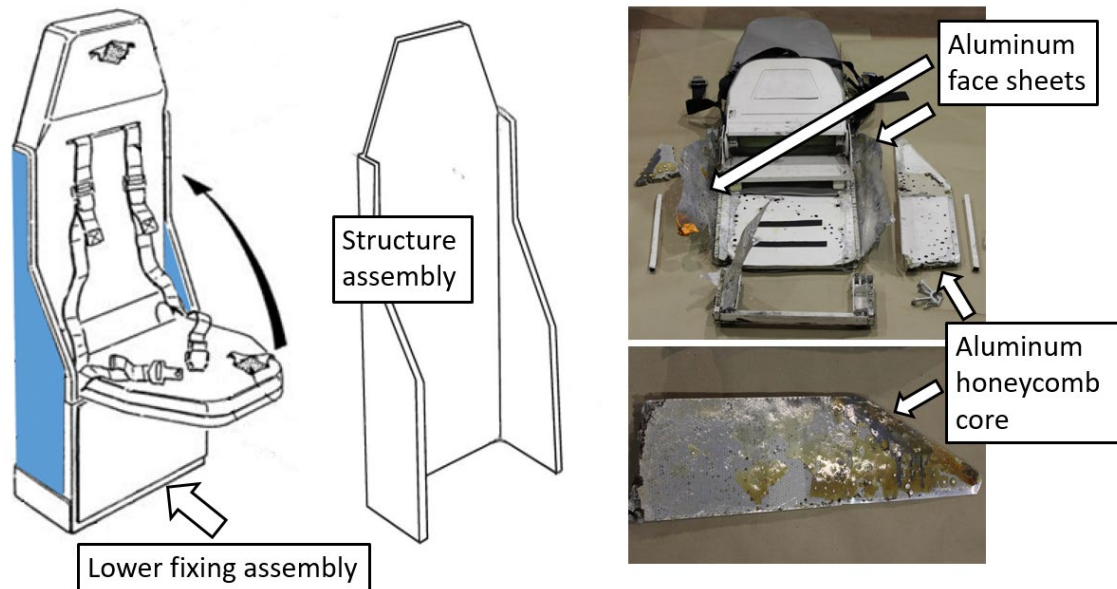 Structure
assembly
Lower fixing assembly
Aluminum
face sheets
Aluminum
honeycomb
core